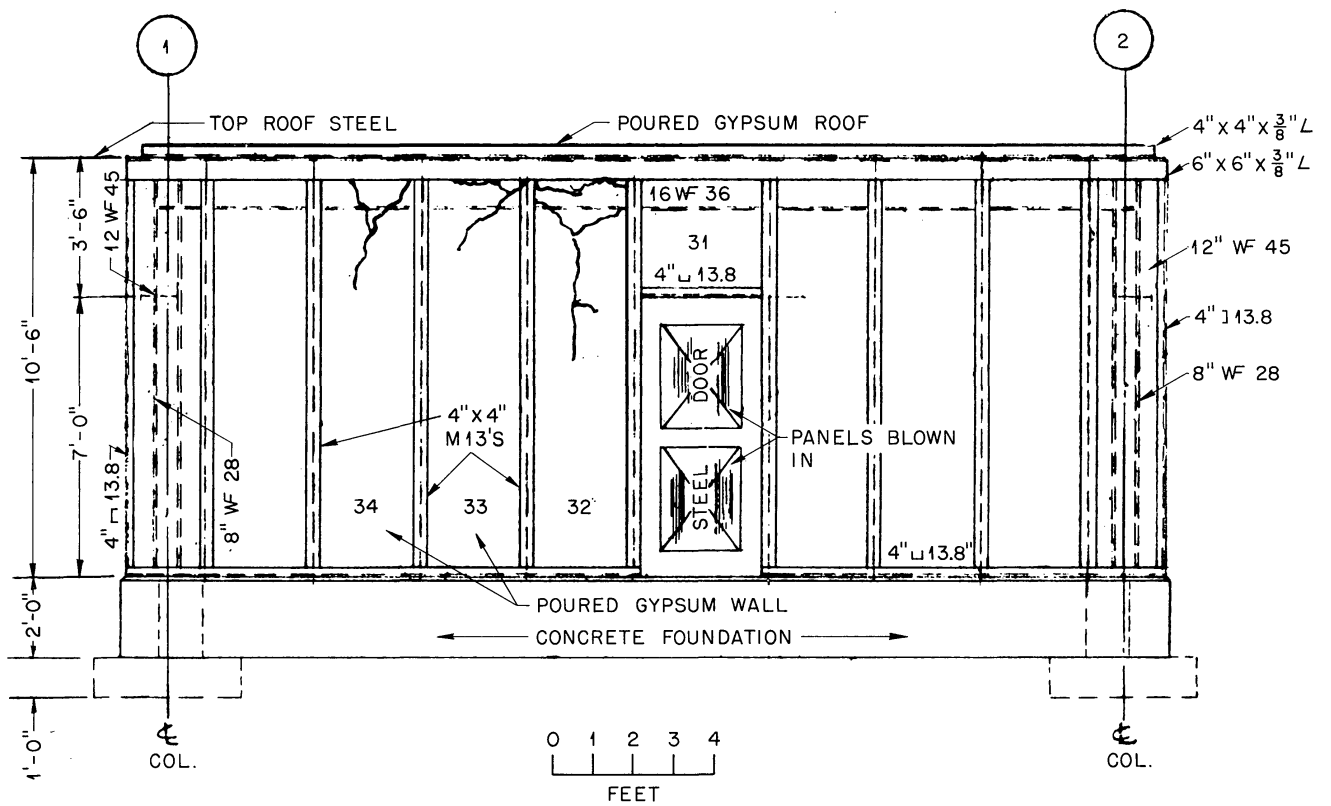 1
2
TOP ROOF STEEL
POURED GYPSUM ROOF
4" X 4" X 3/8" L
6" X 6" X 3/8" L
12 WF 45
16 WF 36
3'-6"
31
12" WF 45
4" ⊔ 13.8
4" ] 13.8
10'-6"
8" WF 28
DOOR
4" X 4"
M 13'S
PANELS BLOWN
IN
7'-0"
4" ⊓ 13.8
8" WF 28
34
33
32
STEEL
4" ⊔ 13.8"
POURED GYPSUM WALL
2'-0"
CONCRETE FOUNDATION
1'-0"
℄
COL.
℄
COL.
0 1 2 3 4
FEET